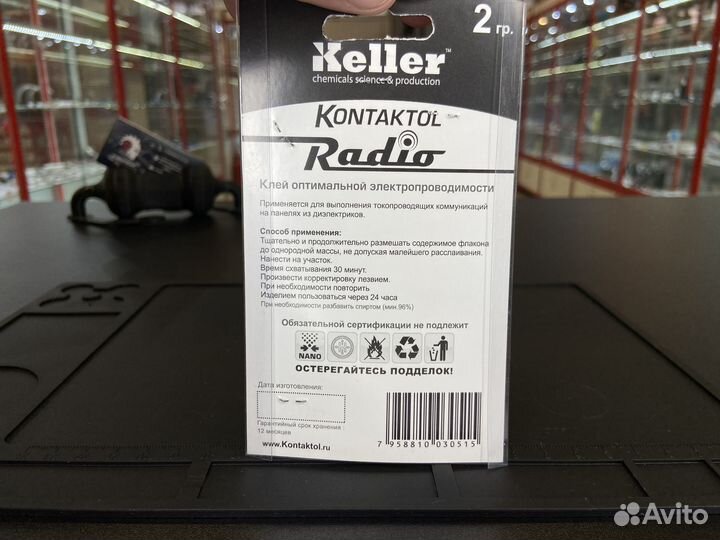 2 гр.
Keller™
chemicals science & production
KONTAKTOL
Radio
Клей оптимальной электропроводимости
Применяется для выполнения токопроводящих коммуникаций
на панелях из диэлектриков.
Способ применения:
Тщательно и продолжительно размешать содержимое флакона
до однородной массы, не допуская малейшего расслаивания.
Нанести на участок.
Время схватывания 30 минут.
Произвести корректировку лезвием.
При необходимости повторить
Изделием пользоваться через 24 часа
При необходимости разбавить спиртом (мин.96%)
Обязательной сертификации не подлежит
NANO
ОСТЕРЕГАЙТЕСЬ ПОДДЕЛОК!
Дата изготовления:
Гарантийный срок хранения :
12 месяцев
www.Kontaktol.ru
7 958810 030515
Avito